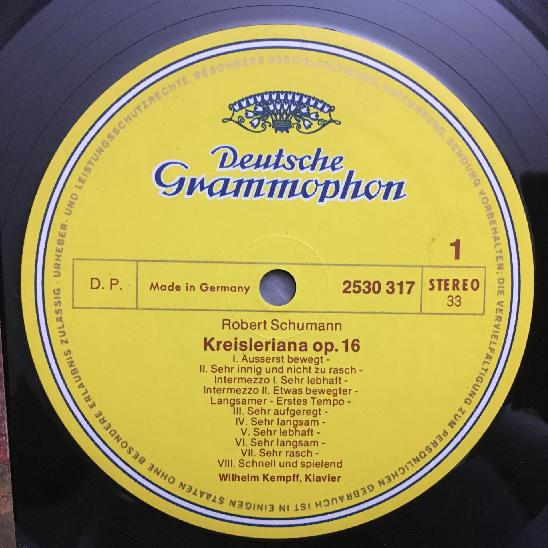 Deutsche
Grammophon
1
D. P.
Made in Germany
2530 317
STEREO
33
Robert Schumann
Kreisleriana op. 16
I. Äusserst bewegt -
II. Sehr innig und nicht zu rasch -
Intermezzo I. Sehr lebhaft -
Intermezzo II. Etwas bewegter -
Langsamer - Erstes Tempo -
III. Sehr aufgeregt -
IV. Sehr langsam -
V. Sehr lebhaft -
VI. Sehr langsam -
VII. Sehr rasch -
VIII. Schnell und spielend
Wilhelm Kempff, Klavier
URHEBER- UND LEISTUNGSSCHUTZRECHTE, BESONDERS VERVIELFÄLTIGUNG, AUFFÜHRUNG, SENDUNG VORBEHALTEN; DIE VERVIELFÄLTIGUNG ZUM PERSÖNLICHEN GEBRAUCH IST IN EINIGEN STAATEN OHNE BESONDERE ERLAUBNIS ZULÄSSIG ·